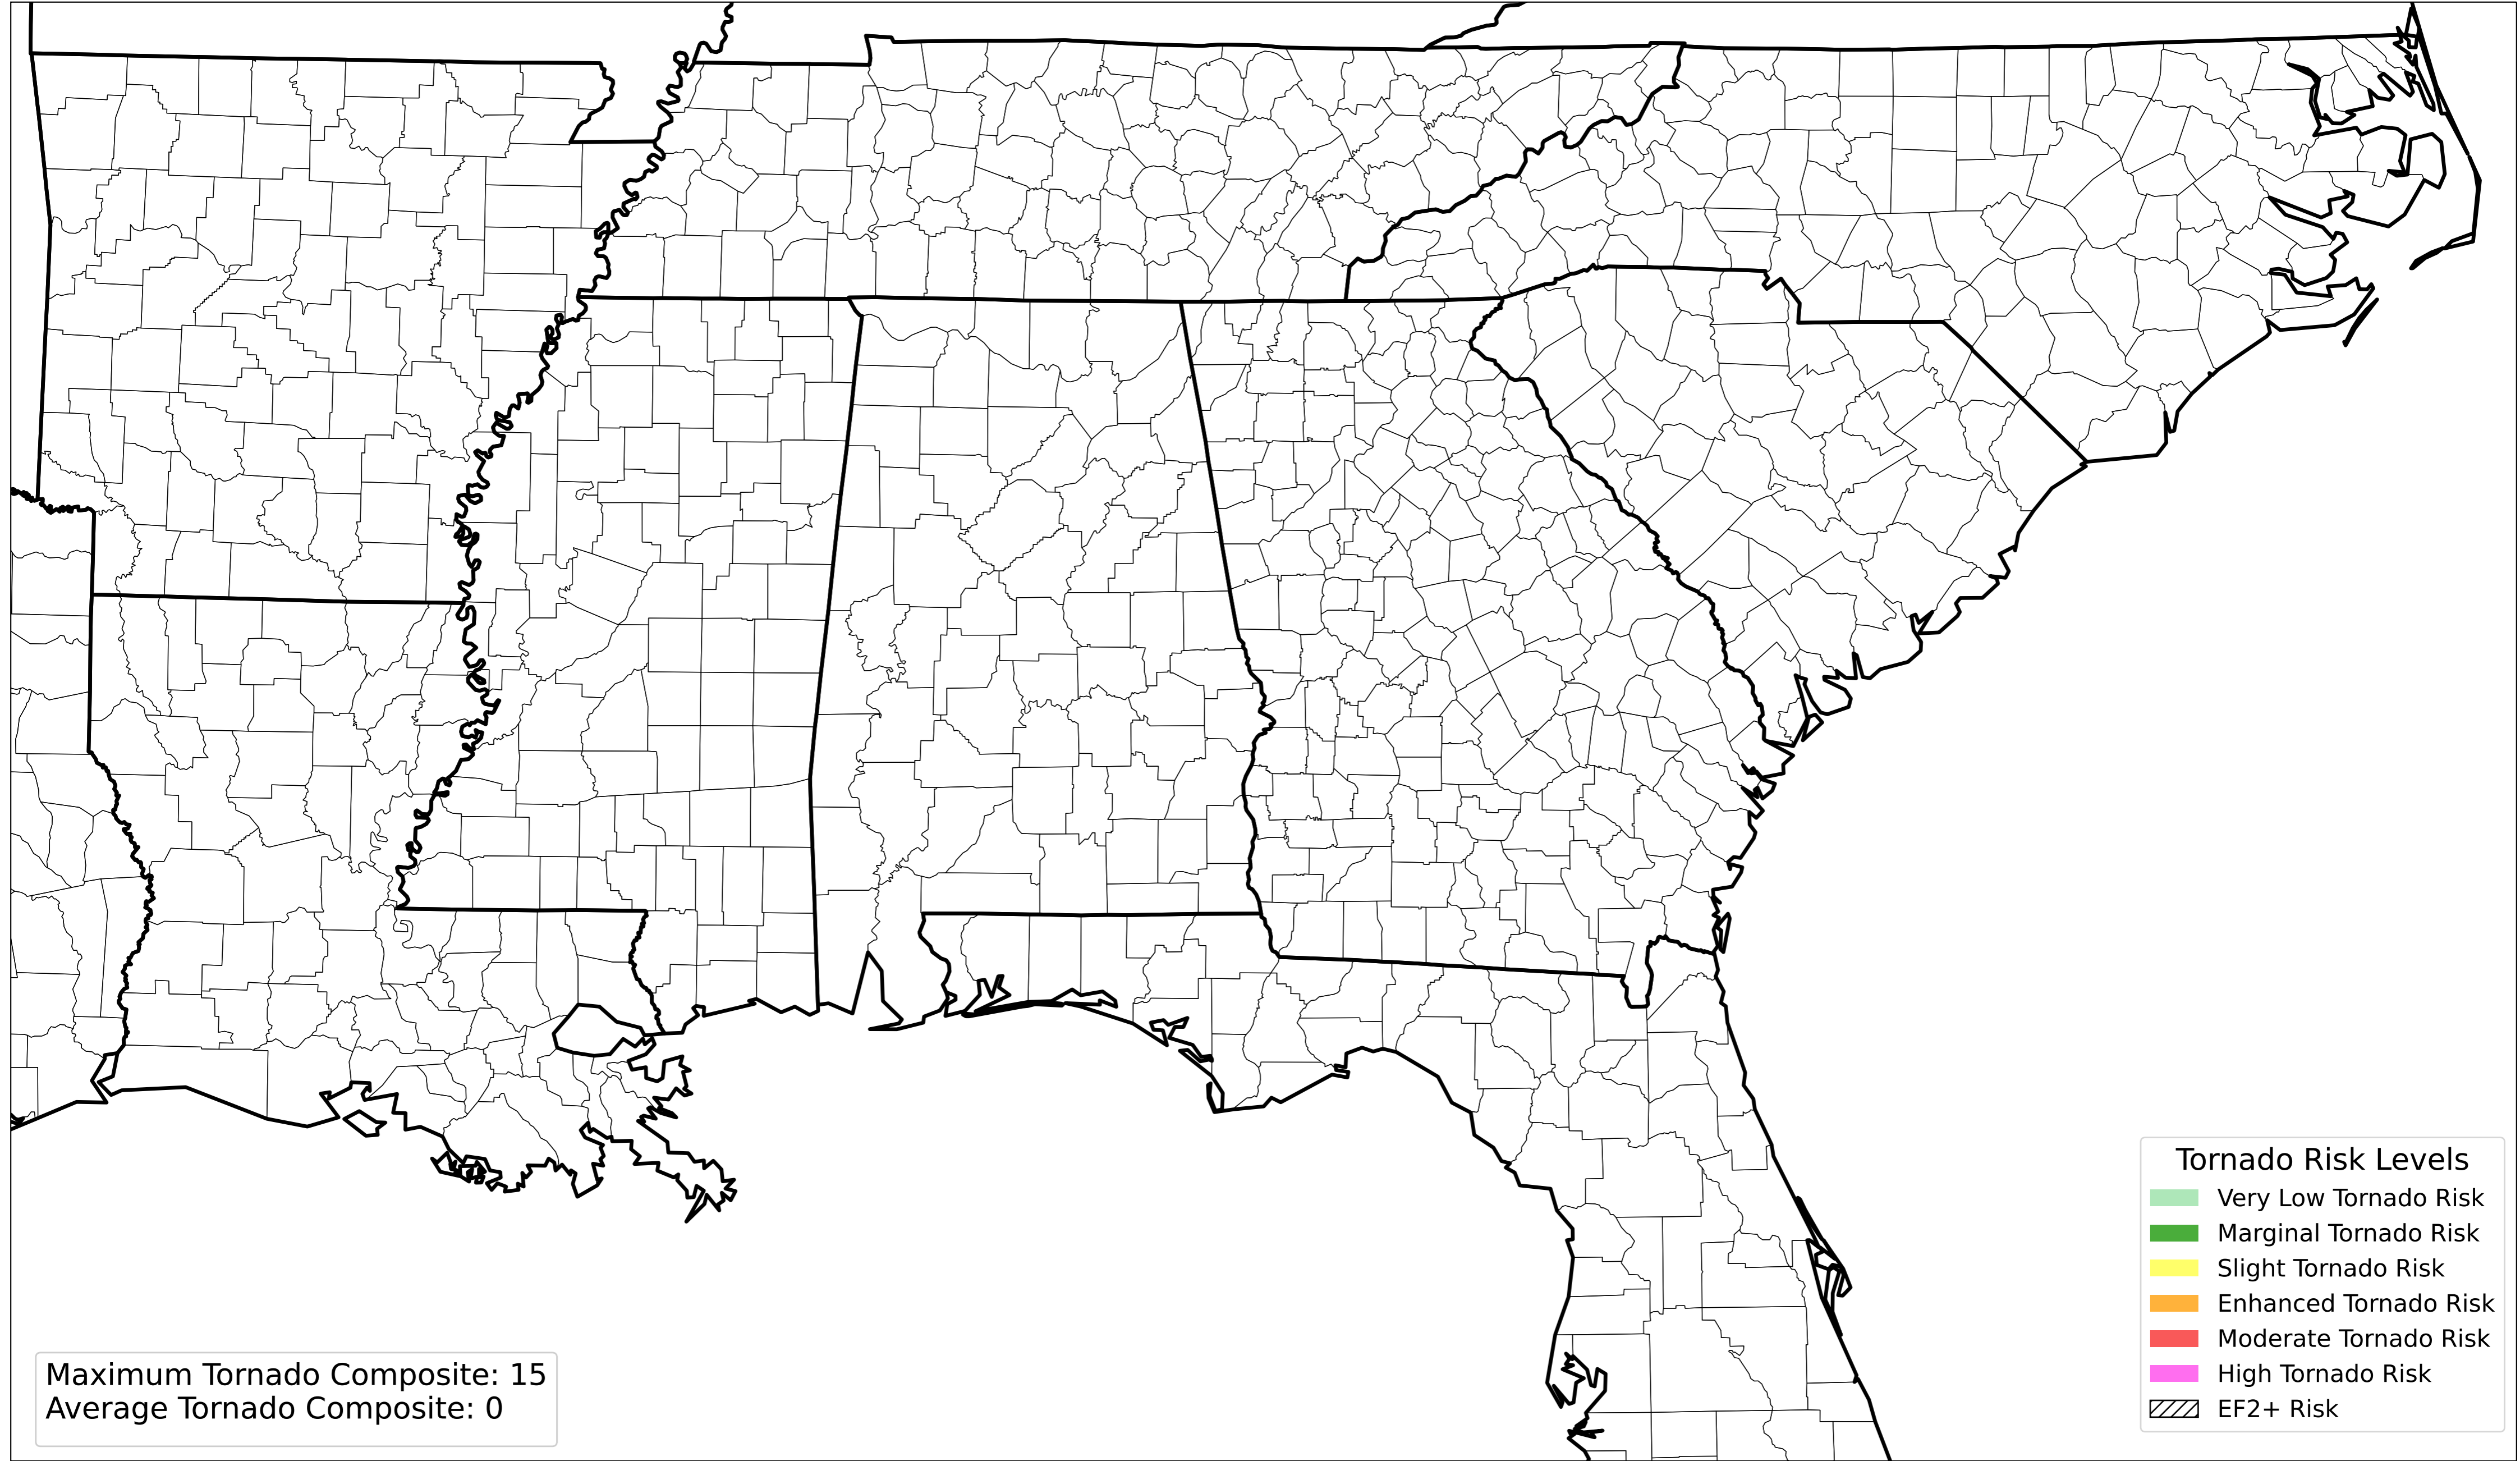 Tornado Risk Levels
Very Low Tornado Risk
Marginal Tornado Risk
Slight Tornado Risk
Enhanced Tornado Risk
Moderate Tornado Risk
High Tornado Risk
EF2+ Risk
Maximum Tornado Composite: 15
Average Tornado Composite: 0